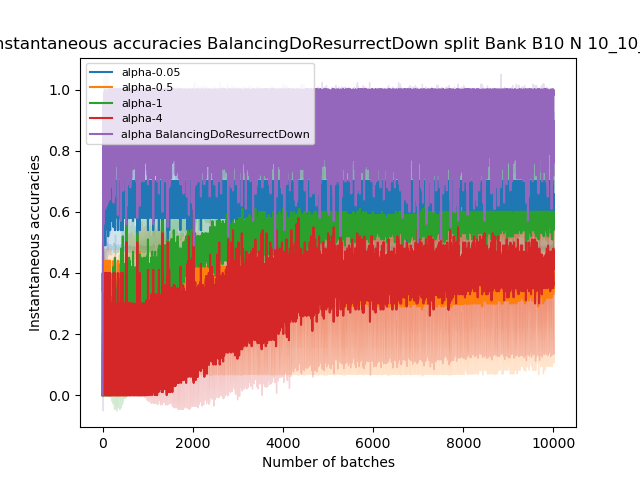 nstantaneous accuracies BalancingDoResurrectDown split Bank B10 N 10_10_
alpha-0.05
alpha-0.5
alpha-1
alpha-4
alpha BalancingDoResurrectDown
Instantaneous accuracies
1.0
0.8
0.6
0.4
0.2
0.0
0 2000 4000 6000 8000 10000
Number of batches